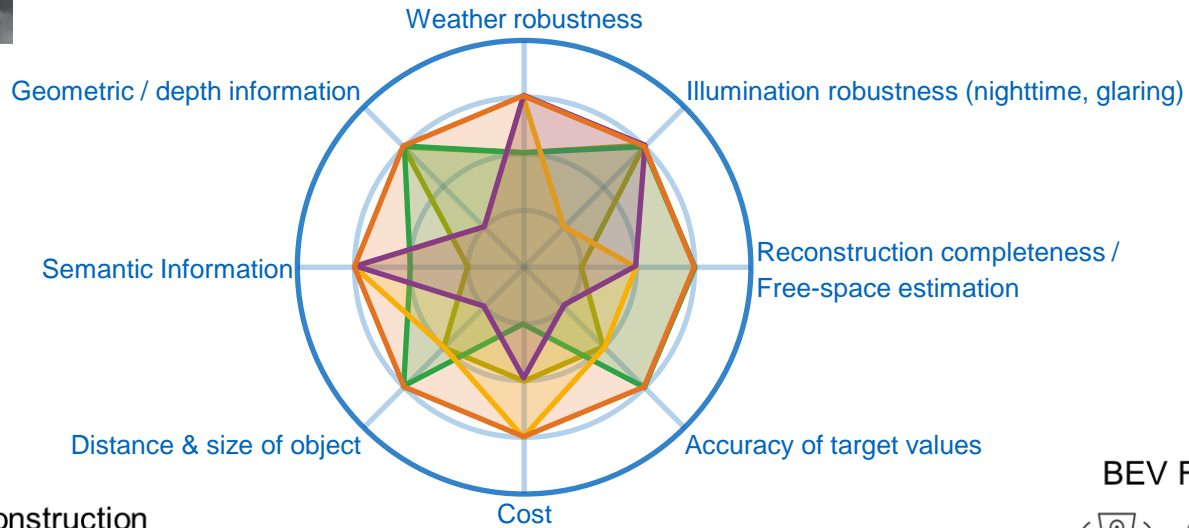 Weather robustness
Geometric / depth information
Illumination robustness (nighttime, glaring)
Semantic Information
Reconstruction completeness /
Free-space estimation
Distance & size of object
Accuracy of target values
Cost
BEV
onstruction